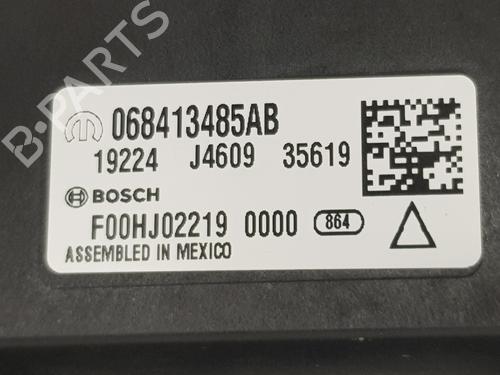 068413485AB
19224 J4609 35619
BOSCH
F00HJ02219 0000 864
ASSEMBLED IN MEXICO
B-PARTS